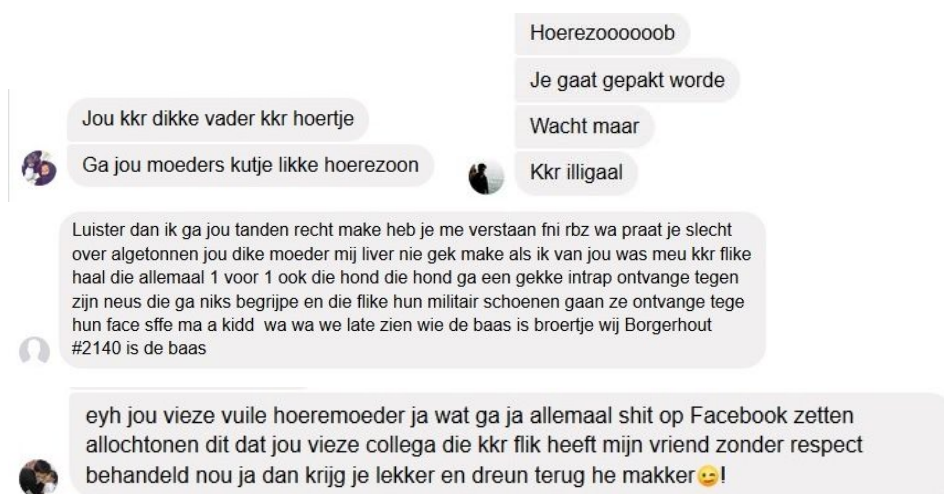 Hoerezoooooob
Je gaat gepakt worde
Wacht maar
Kkr illigaal
Jou kkr dikke vader kkr hoertje
Ga jou moeders kutje likke hoerezoon
Luister dan ik ga jou tanden recht make heb je me verstaan fni rbz wa praat je slecht
over algetonnen jou dike moeder mij liver nie gek make als ik van jou was meu kkr flike
haal die allemaal 1 voor 1 ook die hond die hond ga een gekke intrap ontvange tegen
zijn neus die ga niks begrijpe en die flike hun militair schoenen gaan ze ontvange tege
hun face sffe ma a kidd wa wa we late zien wie de baas is broertje wij Borgerhout
#2140 is de baas
eyh jou vieze vuile hoeremoeder ja wat ga ja allemaal shit op Facebook zetten
allochtonen dit dat jou vieze collega die kkr flik heeft mijn vriend zonder respect
behandeld nou ja dan krijg je lekker en dreun terug he makker😉!